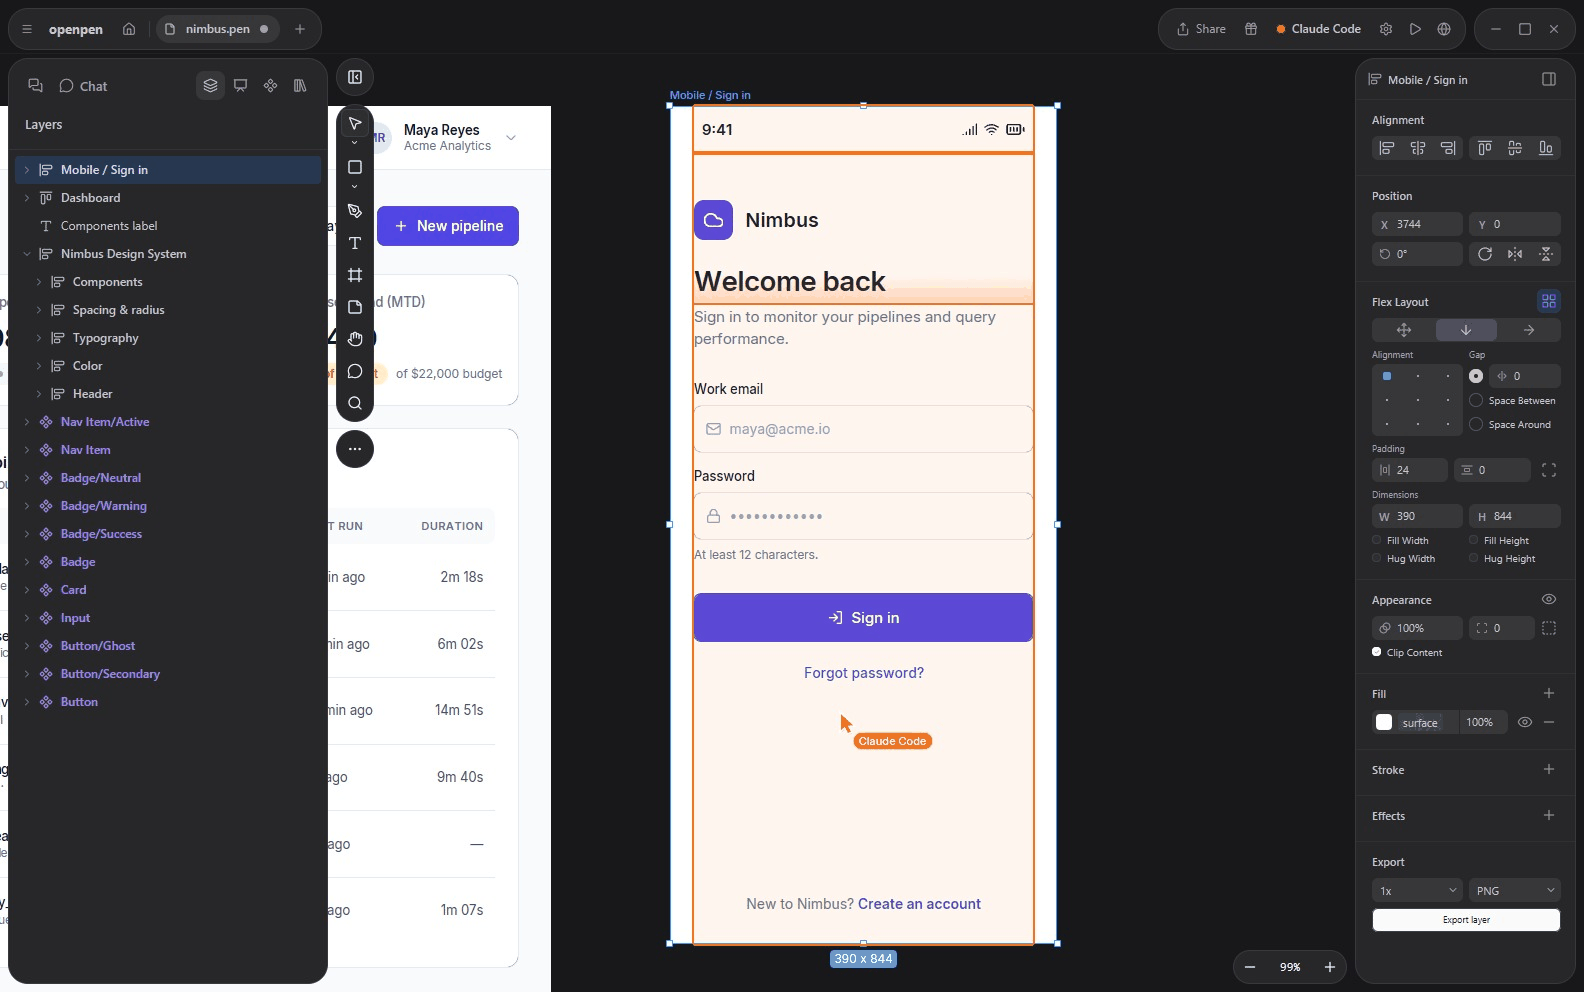 openpen
nimbus.pen
Share
Claude Code
Chat
Layers
Mobile / Sign in
Dashboard
Components label
Nimbus Design System
Components
Spacing & radius
Typography
Color
Header
Nav Item/Active
Nav Item
Badge/Neutral
Badge/Warning
Badge/Success
Badge
Card
Input
Button/Ghost
Button/Secondary
Button
MR
Maya Reyes
Acme Analytics
New pipeline
(MTD)
of $22,000 budget
T RUN
DURATION
in ago
2m 18s
min ago
6m 02s
min ago
14m 51s
ago
9m 40s
ago
—
ago
1m 07s
Mobile / Sign in
9:41
Nimbus
Welcome back
Sign in to monitor your pipelines and query
performance.
Work email
maya@acme.io
Password
••••••••••••
At least 12 characters.
Sign in
Forgot password?
Claude Code
New to Nimbus? Create an account
390 x 844
99%
Mobile / Sign in
Alignment
Position
X 3744
Y 0
0°
Flex Layout
Alignment
Gap
0
Space Between
Space Around
Padding
24
0
Dimensions
W 390
H 844
Fill Width
Fill Height
Hug Width
Hug Height
Appearance
100%
0
Clip Content
Fill
surface
100%
Stroke
Effects
Export
1x
PNG
Export layer